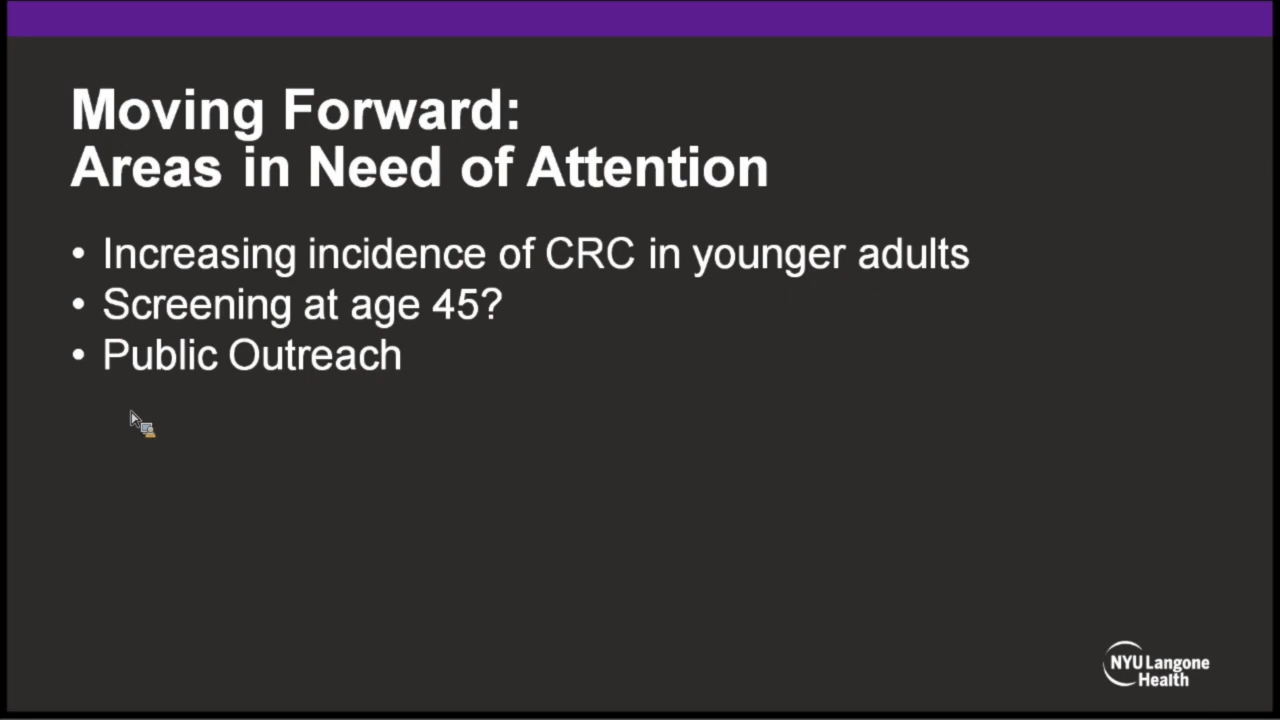 Moving Forward:
Areas in Need of Attention
• Increasing incidence of CRC in younger adults
• Screening at age 45?
• Public Outreach
NYU Langone
Health